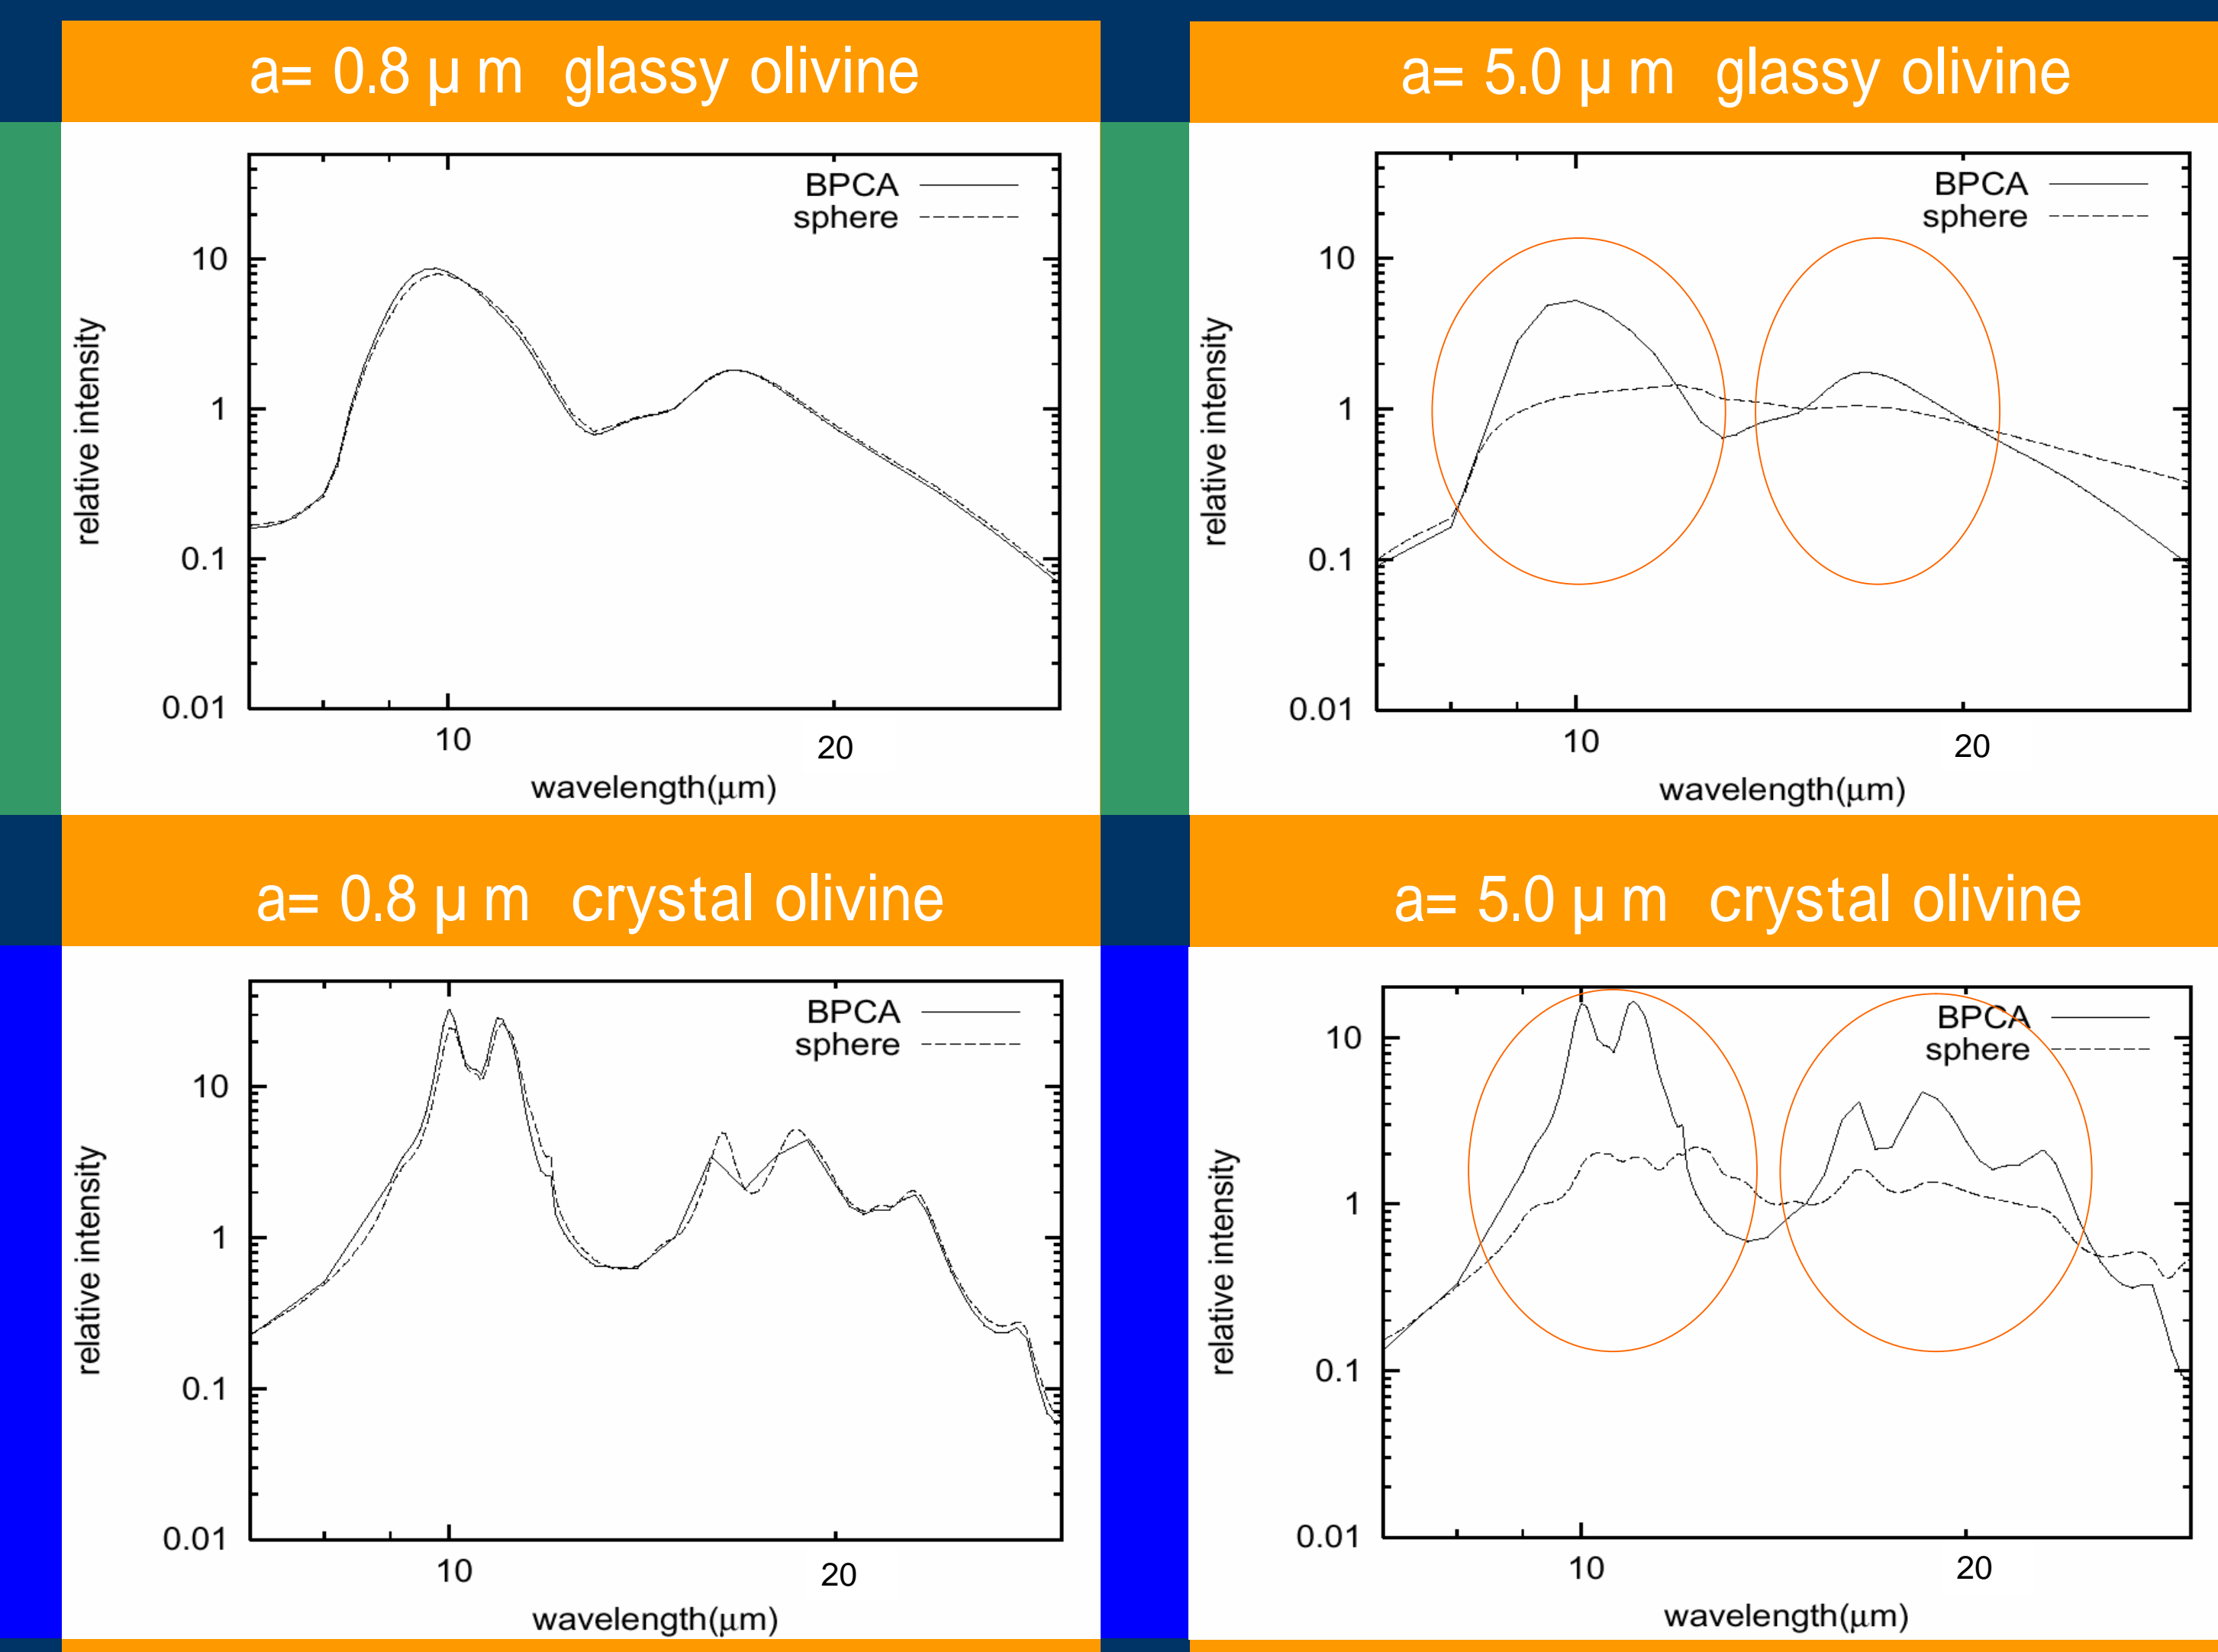 a= 0.8 μ m glassy olivine
BPCA
sphere
10
1
0.1
0.01
relative intensity
10
20
wavelength(μm)
a= 5.0 μ m glassy olivine
BPCA
sphere
10
1
0.1
0.01
relative intensity
10
20
wavelength(μm)
a= 0.8 μ m crystal olivine
BPCA
sphere
10
1
0.1
0.01
relative intensity
10
20
wavelength(μm)
a= 5.0 μ m crystal olivine
BPCA
sphere
10
1
0.1
0.01
relative intensity
10
20
wavelength(μm)